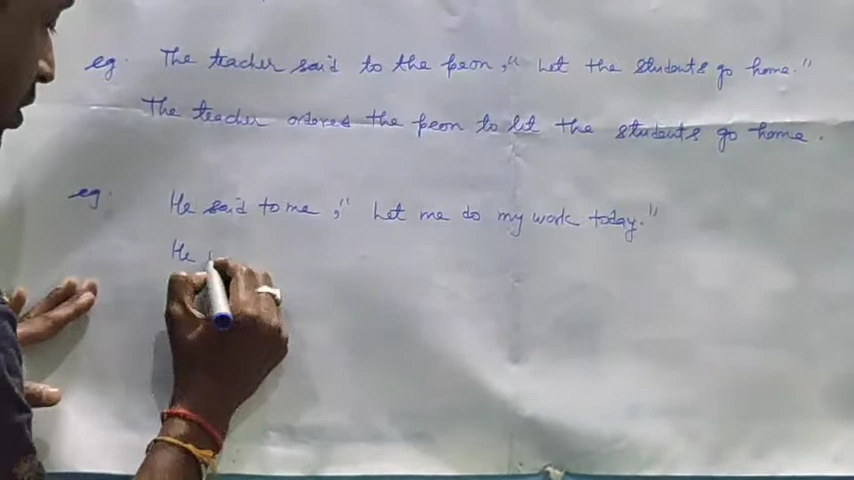 eg. The teacher said to the peon, "Let the students go home."
The teacher ordered the peon to let the students go home.
eg. He said to me, "Let me do my work today."
He